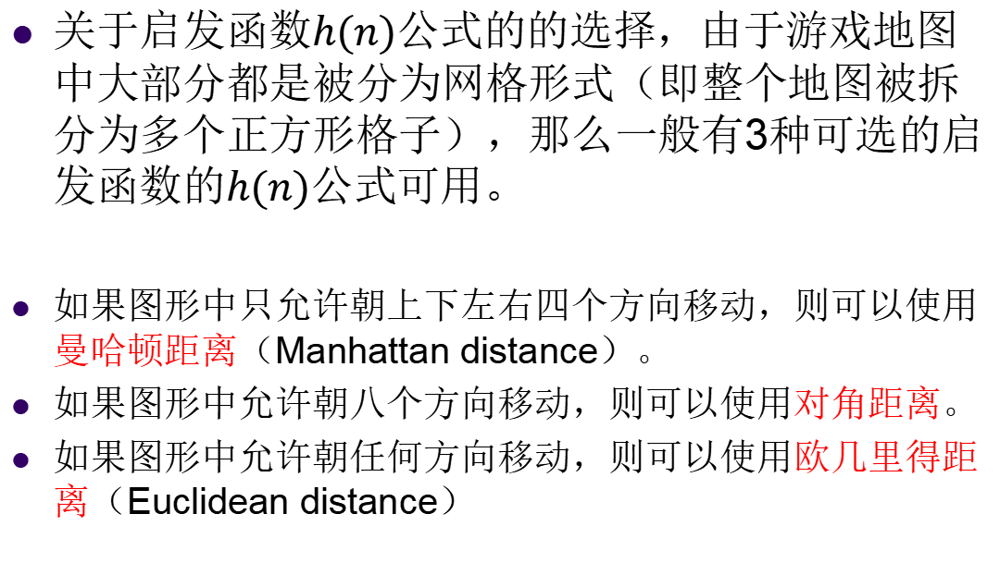 ● 关于启发函数h(n)公式的的选择，由于游戏地图
中大部分都是被分为网格形式（即整个地图被拆
分为多个正方形格子），那么一般有3种可选的启
发函数的h(n)公式可用。
● 如果图形中只允许朝上下左右四个方向移动，则可以使用
曼哈顿距离（Manhattan distance）。
● 如果图形中允许朝八个方向移动，则可以使用对角距离。
● 如果图形中允许朝任何方向移动，则可以使用欧几里得距
离（Euclidean distance）